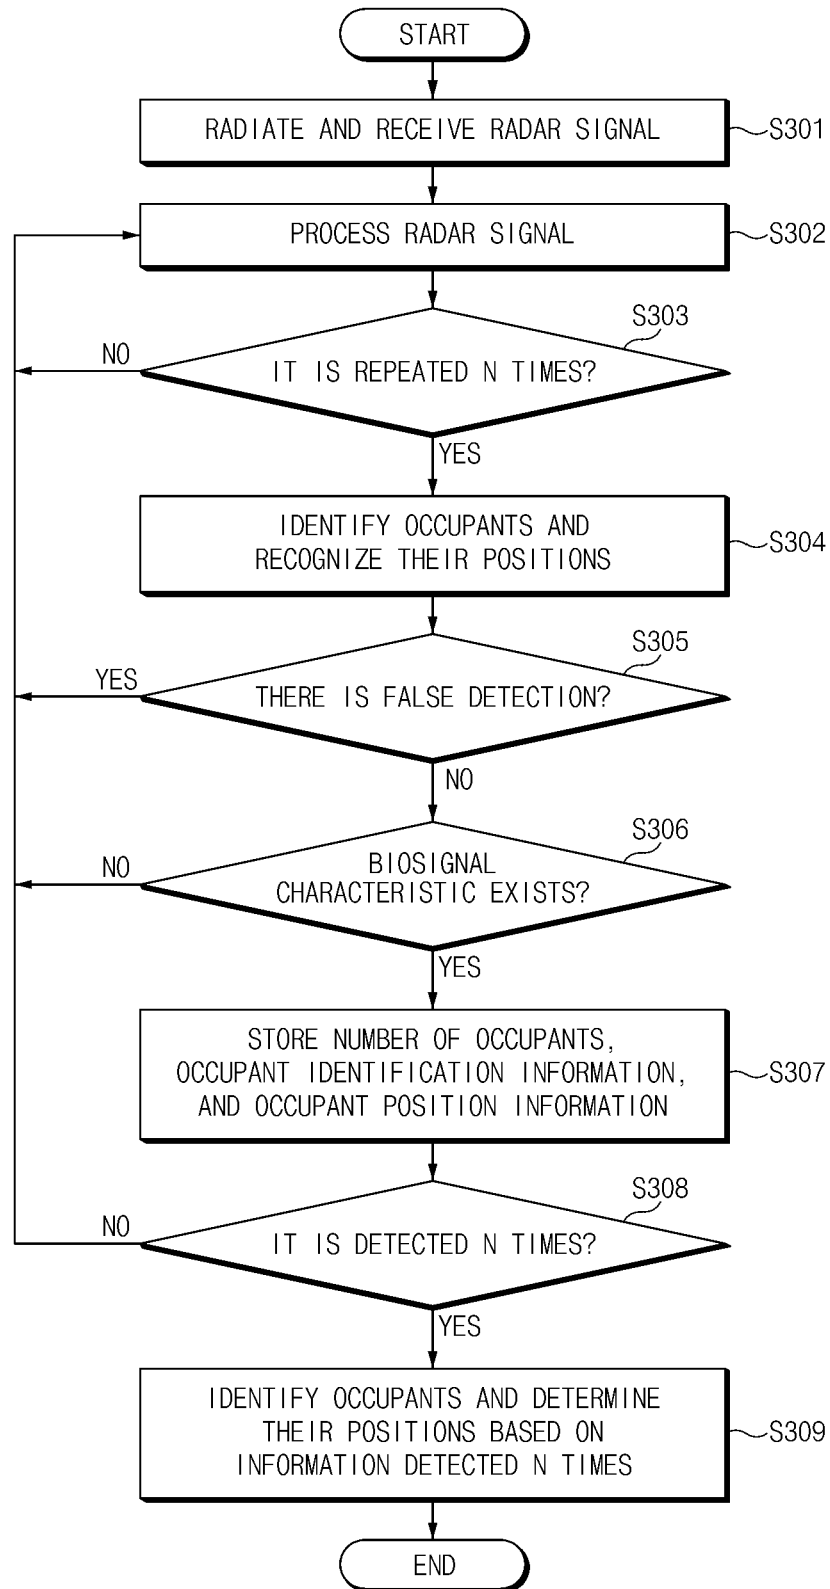 START
RADIATE AND RECEIVE RADAR SIGNAL
S301
PROCESS RADAR SIGNAL
S302
S303
NO
IT IS REPEATED N TIMES?
YES
IDENTIFY OCCUPANTS AND
RECOGNIZE THEIR POSITIONS
S304
S305
YES
THERE IS FALSE DETECTION?
NO
S306
NO
BIOSIGNAL
CHARACTERISTIC EXISTS?
YES
STORE NUMBER OF OCCUPANTS,
OCCUPANT IDENTIFICATION INFORMATION,
AND OCCUPANT POSITION INFORMATION
S307
S308
NO
IT IS DETECTED N TIMES?
YES
IDENTIFY OCCUPANTS AND DETERMINE
THEIR POSITIONS BASED ON
INFORMATION DETECTED N TIMES
S309
END